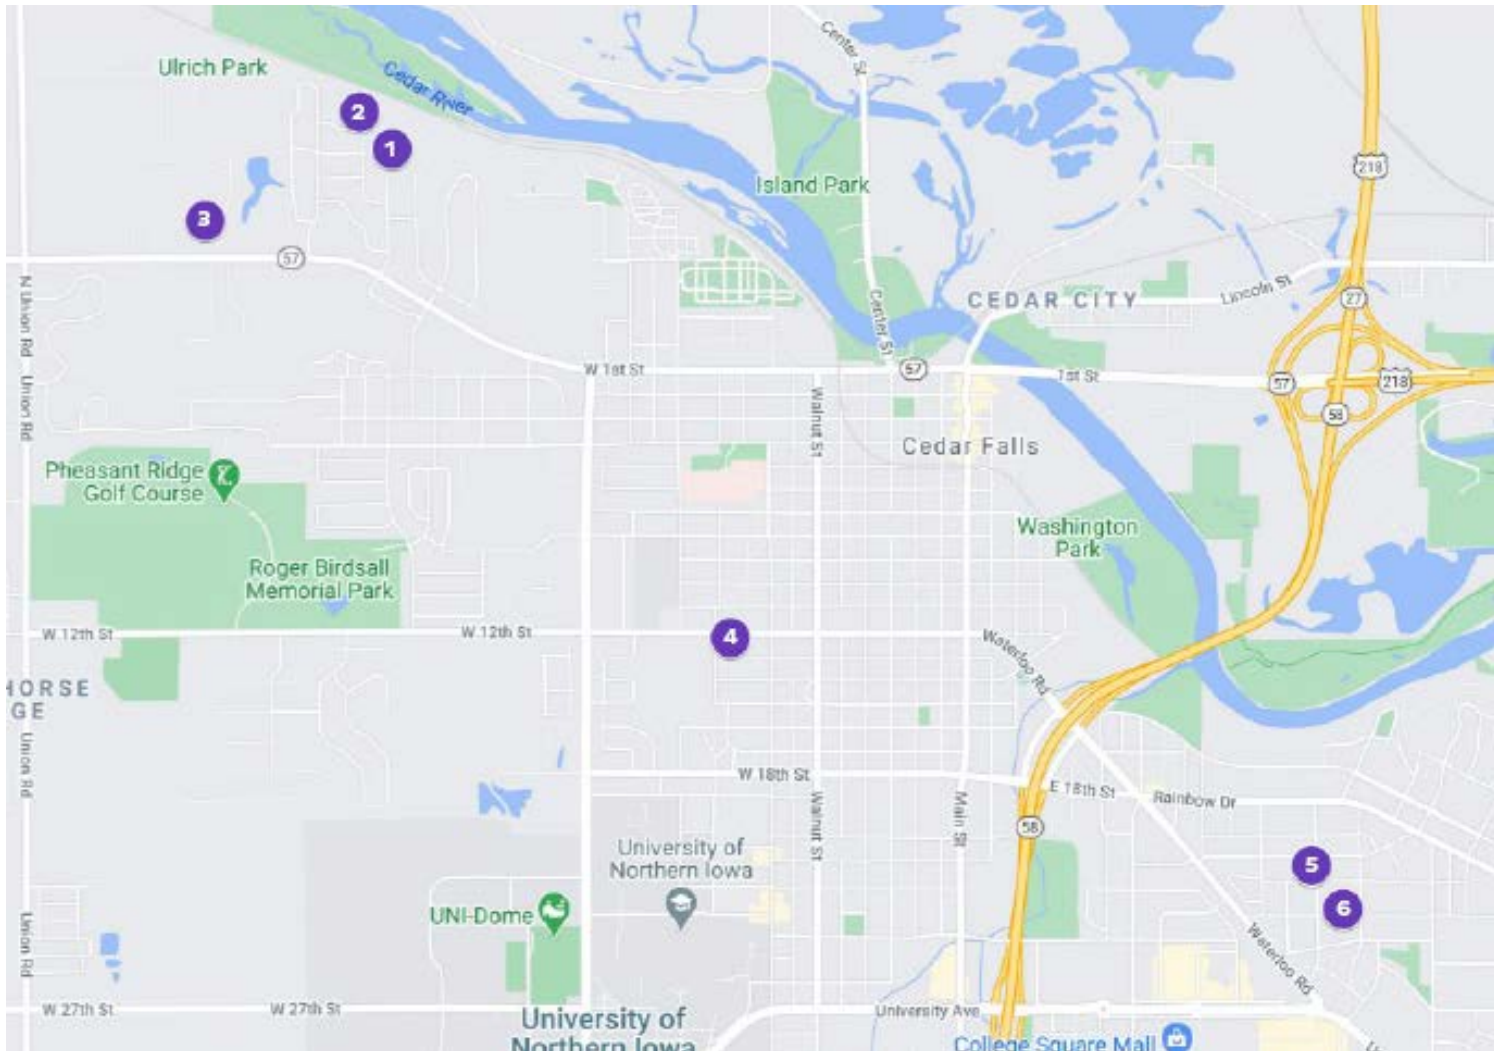 Ulrich Park
Cedar River
Center St
2
1
218
Island Park
3
57
N Union Rd
CEDAR CITY
Lincoln St
27
Center St
W 1st St
57
1st St
57
218
58
Union Rd
Walnut St
Cedar Falls
Pheasant Ridge
Golf Course
Washington
Park
Roger Birdsall
Memorial Park
W 12th St
W 12th St
4
Waterloo Rd
HORSE
GE
Union Rd
W 18th St
E 18th St
Rainbow Dr
Walnut St
Main St
58
University of
Northern Iowa
5
6
UNI-Dome
Union Rd
Waterloo Rd
W 27th St
W 27th St
University Ave
University of
Northern Iowa
College Square Mall